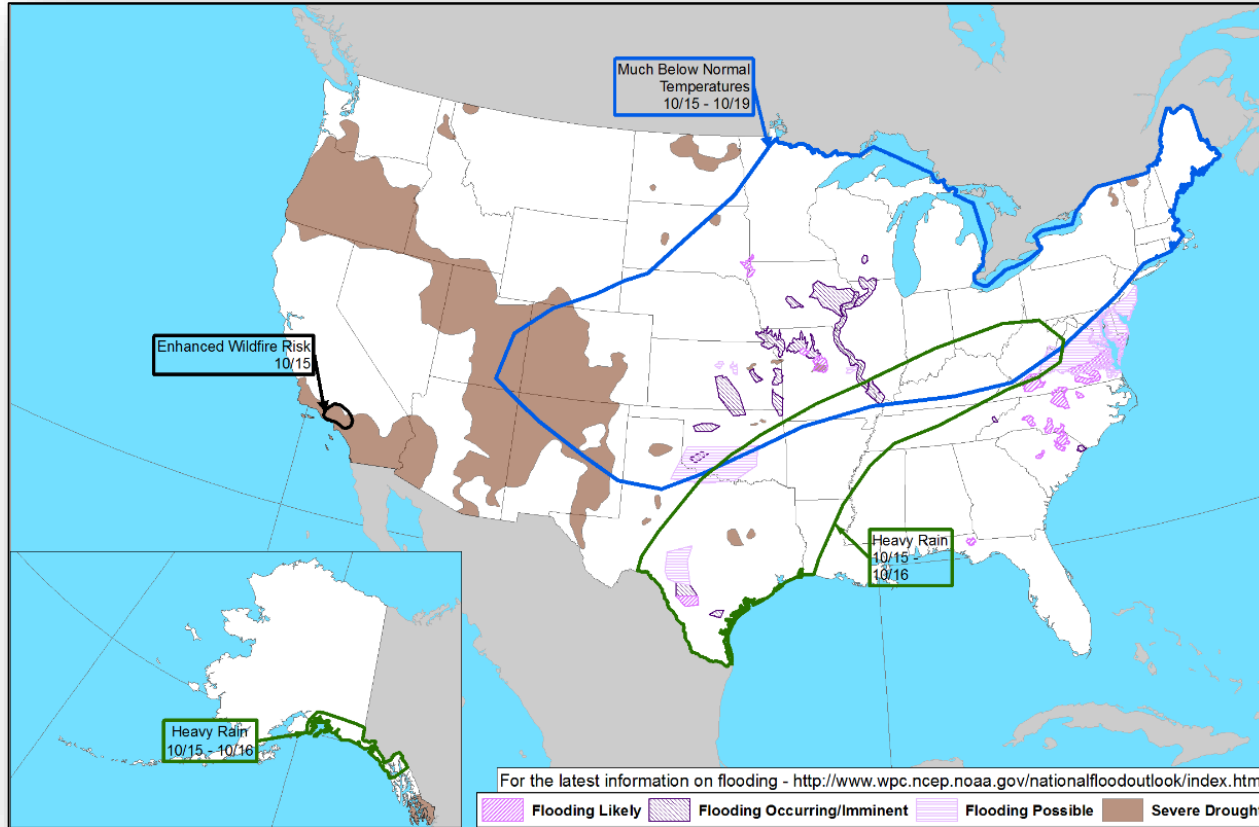 Much Below Normal
Temperatures
10/15 - 10/19
Enhanced Wildfire Risk
10/15
Heavy Rain
10/15 -
10/16
Heavy Rain
10/15 - 10/16
For the latest information on flooding - http://www.wpc.ncep.noaa.gov/nationalfloodoutlook/index.htm
Flooding Likely Flooding Occurring/Imminent Flooding Possible Severe Drought